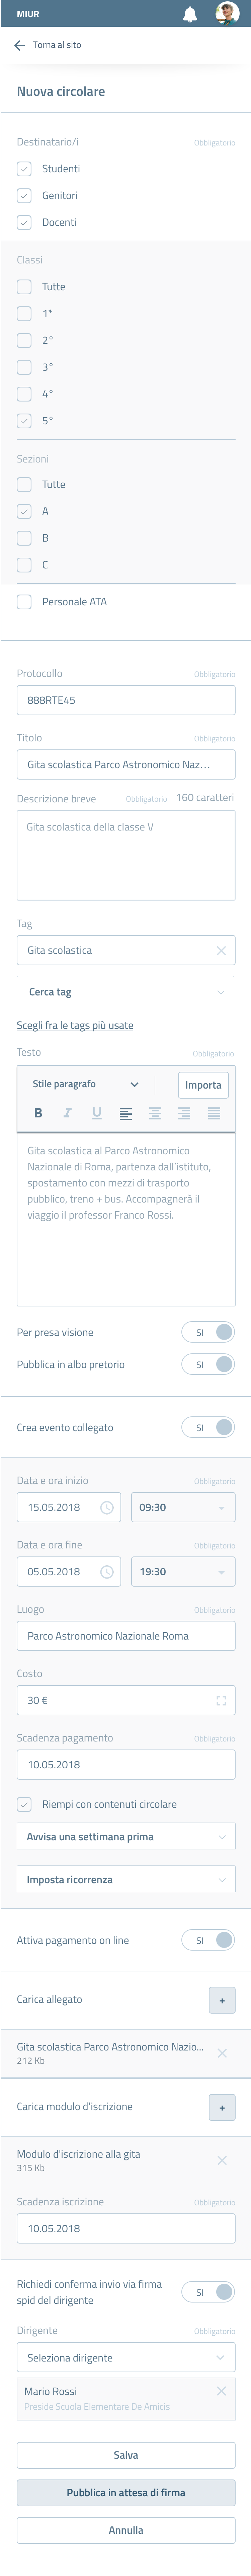 MIUR
Torna al sito
Nuova circolare
Destinatario/i Obbligatorio
Studenti
Genitori
Docenti
Classi
Tutte
1°
2°
3°
4°
5°
Sezioni
Tutte
A
B
C
Personale ATA
Protocollo Obbligatorio
888RTE45
Titolo Obbligatorio
Gita scolastica Parco Astronomico Naz...
Descrizione breve Obbligatorio 160 caratteri
Gita scolastica della classe V
Tag
Gita scolastica
Cerca tag
Scegli fra le tags più usate
Testo Obbligatorio
Stile paragrafo Importa
B I U
Gita scolastica al Parco Astronomico
Nazionale di Roma, partenza dall'istituto,
spostamento con mezzi di trasporto
pubblico, treno + bus. Accompagnerà il
viaggio il professor Franco Rossi.
Per presa visione SI
Pubblica in albo pretorio SI
Crea evento collegato SI
Data e ora inizio Obbligatorio
15.05.2018 09:30
Data e ora fine Obbligatorio
05.05.2018 19:30
Luogo Obbligatorio
Parco Astronomico Nazionale Roma
Costo
30 €
Scadenza pagamento Obbligatorio
10.05.2018
Riempi con contenuti circolare
Avvisa una settimana prima
Imposta ricorrenza
Attiva pagamento on line SI
Carica allegato +
Gita scolastica Parco Astronomico Nazio...
212 Kb
Carica modulo d'iscrizione +
Modulo d'iscrizione alla gita
315 Kb
Scadenza iscrizione Obbligatorio
10.05.2018
Richiedi conferma invio via firma SI
spid del dirigente
Dirigente Obbligatorio
Seleziona dirigente
Mario Rossi
Preside Scuola Elementare De Amicis
Salva
Pubblica in attesa di firma
Annulla